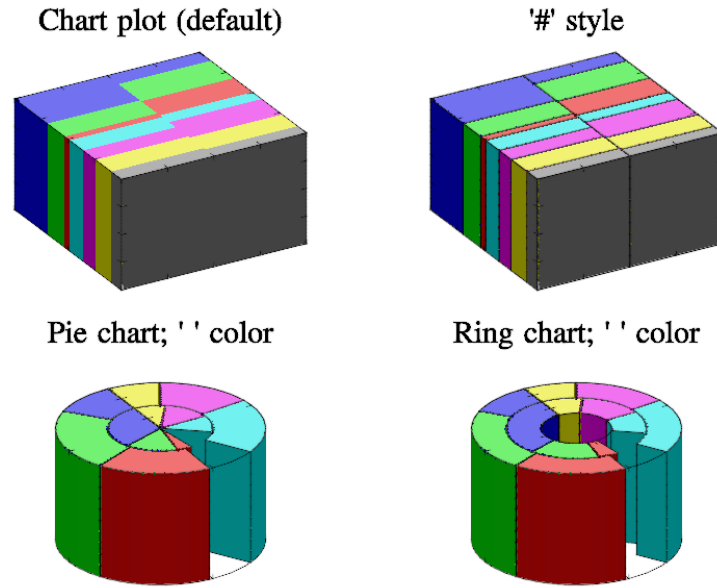 Chart plot (default)
'#' style
Pie chart; ' ' color
Ring chart; ' ' color